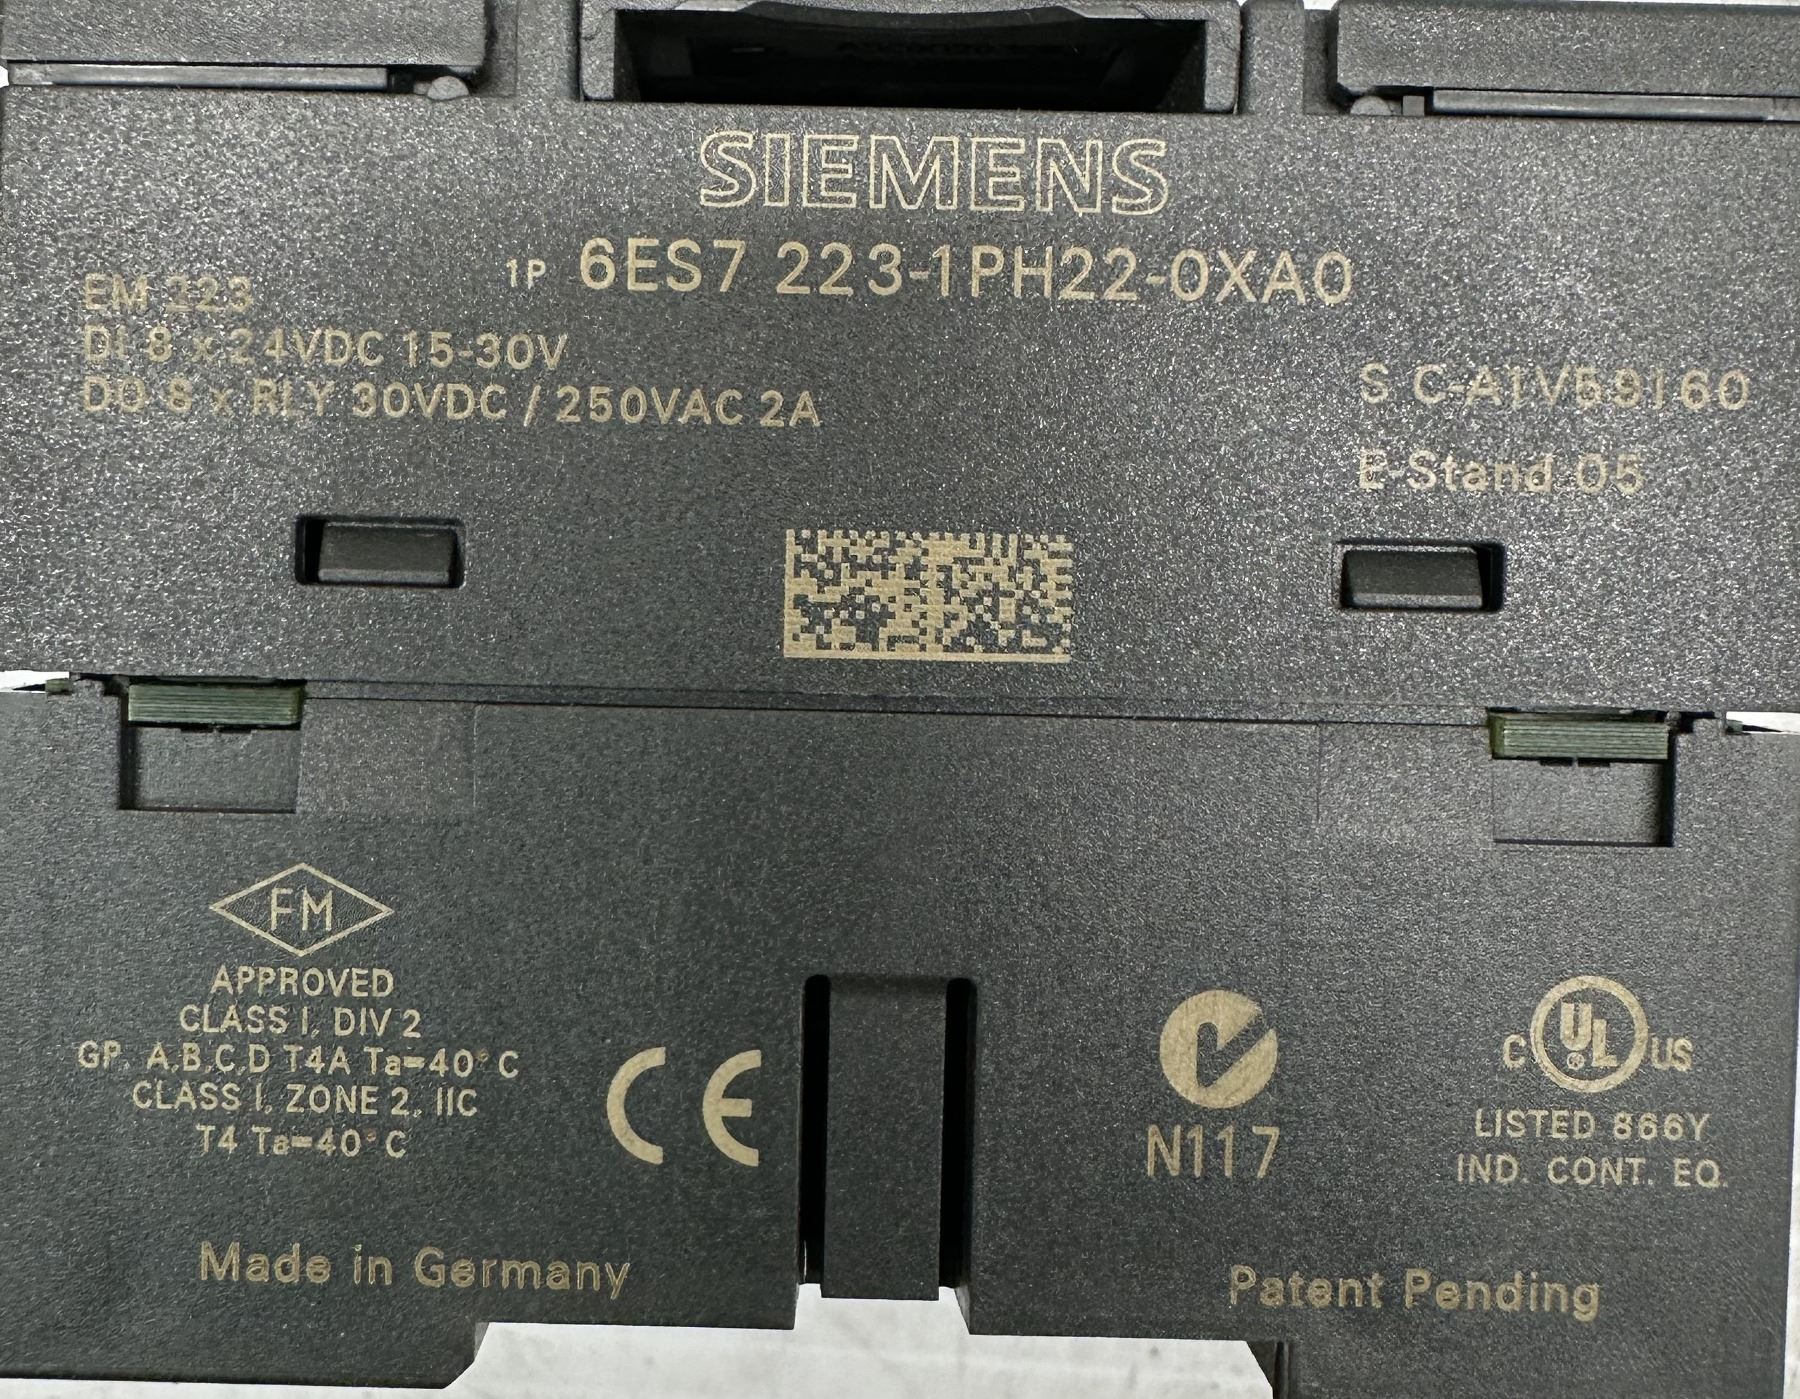 SIEMENS
1P 6ES7 223-1PH22-0XA0
EM 223
DI 8 x 24VDC 15-30V
DO 8 x RLY 30VDC / 250VAC 2A
S C-A1V59160
E-Stand 05
FM
APPROVED
CLASS I, DIV 2
GP. A,B,C,D T4A Ta=40° C
CLASS I, ZONE 2, IIC
T4 Ta=40° C
CE
N117
C UL US
LISTED 866Y
IND. CONT. EQ.
Made in Germany
Patent Pending